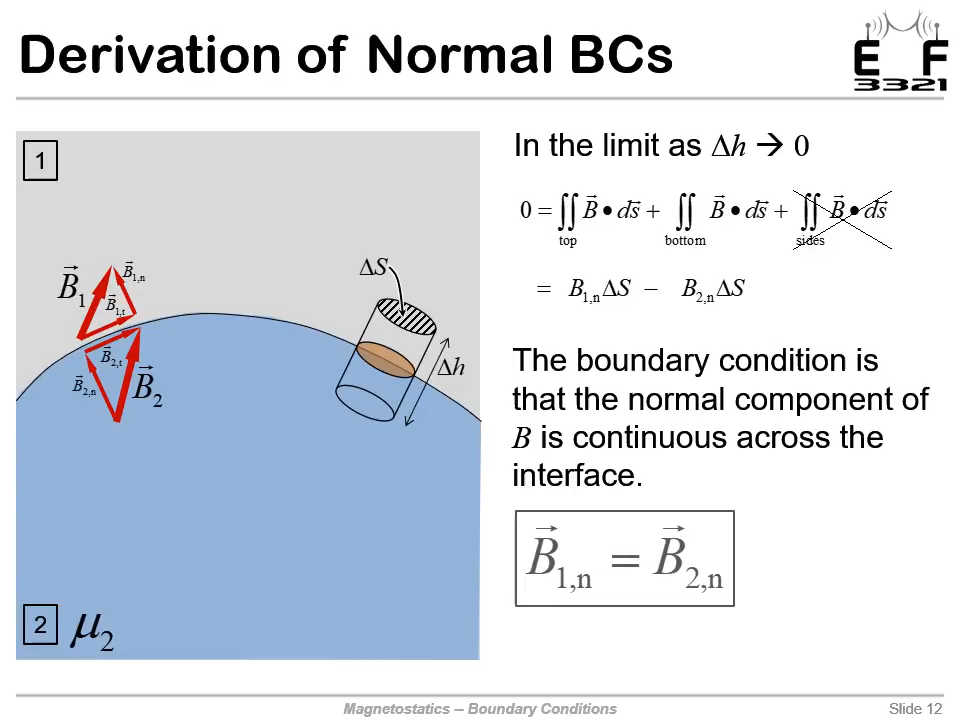 Derivation of Normal BCs
E F
3321
1
In the limit as Δh → 0
0 = ∬ B⃗ • ds⃗ + ∬ B⃗ • ds⃗ + ∬ B⃗ • ds⃗
top bottom sides
= B₁,ₙ ΔS − B₂,ₙ ΔS
ΔS
B⃗₁,ₙ
B⃗₁
B⃗₁,ₜ
B⃗₂,ₜ
B⃗₂,ₙ
B⃗₂
Δh
The boundary condition is
that the normal component of
B is continuous across the
interface.
B⃗₁,ₙ = B⃗₂,ₙ
2
μ₂
Magnetostatics – Boundary Conditions
Slide 12